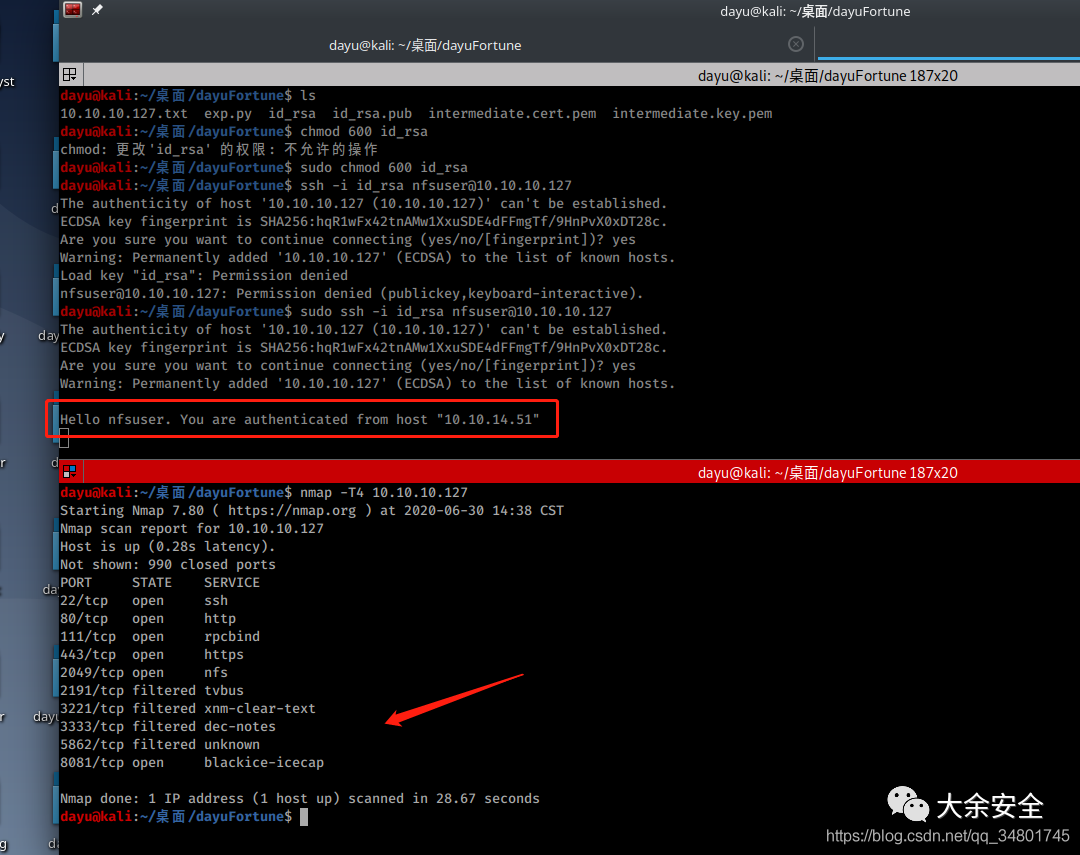 dayu@kali: ~/桌面/dayuFortune
dayu@kali: ~/桌面/dayuFortune
dayu@kali: ~/桌面/dayuFortune 187x20
dayu@kali:~/桌面/dayuFortune$ ls
10.10.10.127.txt exp.py id_rsa id_rsa.pub intermediate.cert.pem intermediate.key.pem
dayu@kali:~/桌面/dayuFortune$ chmod 600 id_rsa
chmod: 更改'id_rsa' 的权限: 不允许的操作
dayu@kali:~/桌面/dayuFortune$ sudo chmod 600 id_rsa
dayu@kali:~/桌面/dayuFortune$ ssh -i id_rsa nfsuser@10.10.10.127
The authenticity of host '10.10.10.127 (10.10.10.127)' can't be established.
ECDSA key fingerprint is SHA256:hqR1wFx42tnAMw1XxuSDE4dFFmgTf/9HnPvX0xDT28c.
Are you sure you want to continue connecting (yes/no/[fingerprint])? yes
Warning: Permanently added '10.10.10.127' (ECDSA) to the list of known hosts.
Load key "id_rsa": Permission denied
nfsuser@10.10.10.127: Permission denied (publickey,keyboard-interactive).
dayu@kali:~/桌面/dayuFortune$ sudo ssh -i id_rsa nfsuser@10.10.10.127
The authenticity of host '10.10.10.127 (10.10.10.127)' can't be established.
ECDSA key fingerprint is SHA256:hqR1wFx42tnAMw1XxuSDE4dFFmgTf/9HnPvX0xDT28c.
Are you sure you want to continue connecting (yes/no/[fingerprint])? yes
Warning: Permanently added '10.10.10.127' (ECDSA) to the list of known hosts.
Hello nfsuser. You are authenticated from host "10.10.14.51"
dayu@kali: ~/桌面/dayuFortune 187x20
dayu@kali:~/桌面/dayuFortune$ nmap -T4 10.10.10.127
Starting Nmap 7.80 ( https://nmap.org ) at 2020-06-30 14:38 CST
Nmap scan report for 10.10.10.127
Host is up (0.28s latency).
Not shown: 990 closed ports
PORT STATE SERVICE
22/tcp open ssh
80/tcp open http
111/tcp open rpcbind
443/tcp open https
2049/tcp open nfs
2191/tcp filtered tvbus
3221/tcp filtered xnm-clear-text
3333/tcp filtered dec-notes
5862/tcp filtered unknown
8081/tcp open blackice-icecap
Nmap done: 1 IP address (1 host up) scanned in 28.67 seconds
dayu@kali:~/桌面/dayuFortune$
大余安全
https://blog.csdn.net/qq_34801745